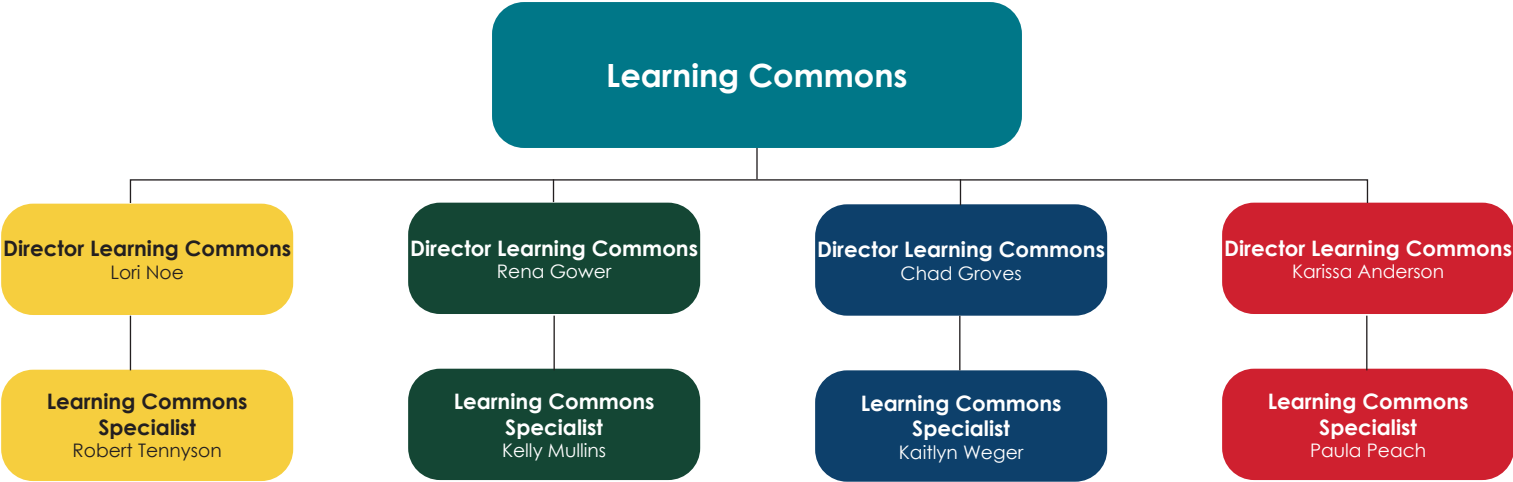 Learning Commons
Director Learning Commons
Lori Noe
Director Learning Commons
Rena Gower
Director Learning Commons
Chad Groves
Director Learning Commons
Karissa Anderson
Learning Commons
Specialist
Robert Tennyson
Learning Commons
Specialist
Kelly Mullins
Learning Commons
Specialist
Kaitlyn Weger
Learning Commons
Specialist
Paula Peach